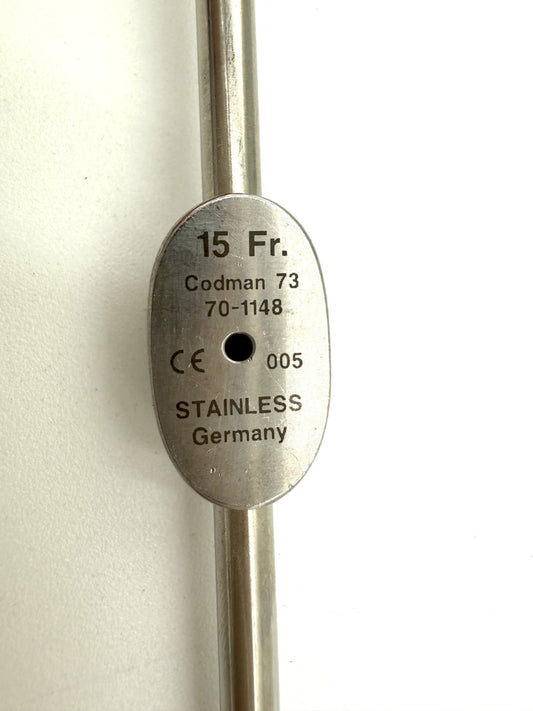 15 Fr.
Codman 73
70-1148
CE 005
STAINLESS
Germany